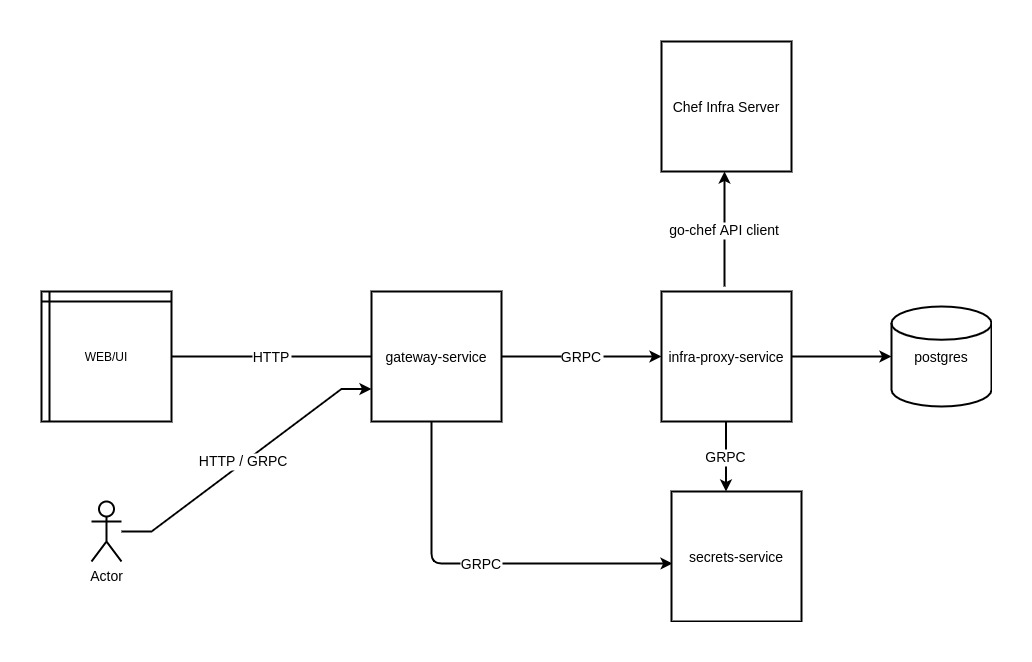 Chef Infra Server
go-chef API client
WEB/UI
HTTP
gateway-service
GRPC
infra-proxy-service
postgres
HTTP / GRPC
GRPC
Actor
GRPC
secrets-service